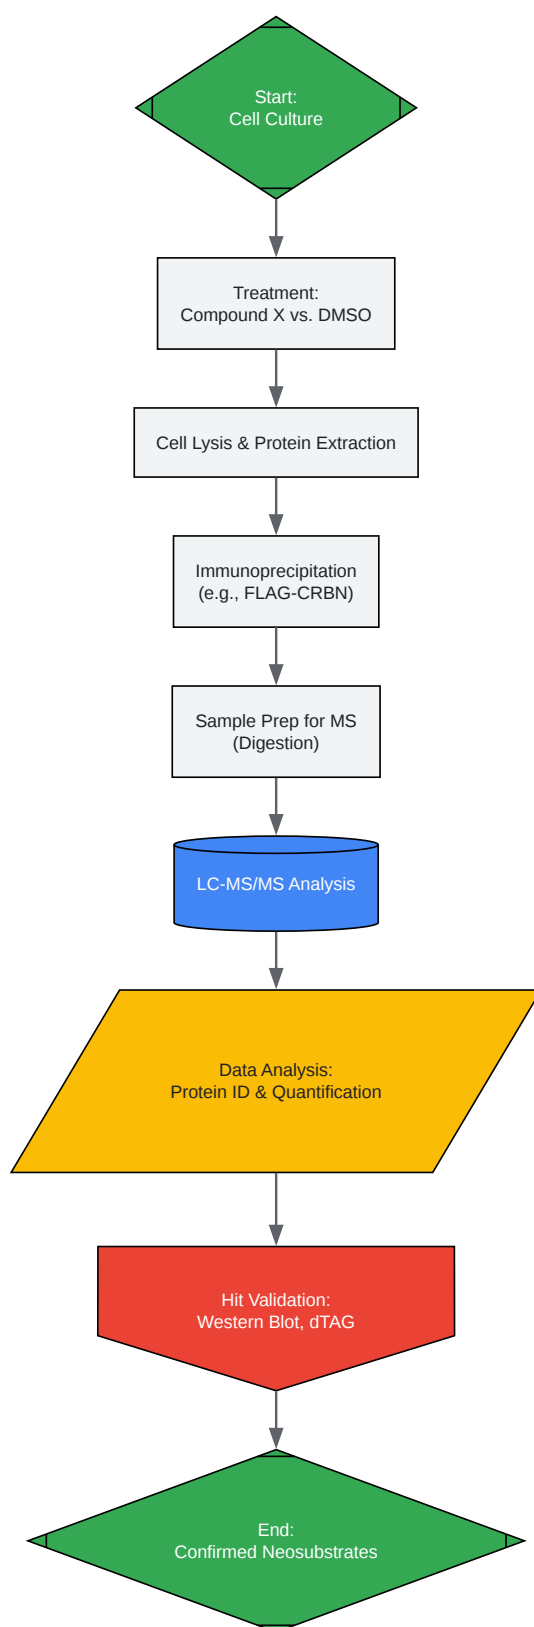 Start:
Cell Culture
Treatment:
Compound X vs. DMSO
Cell Lysis & Protein Extraction
Immunoprecipitation
(e.g., FLAG-CRBN)
Sample Prep for MS
(Digestion)
LC-MS/MS Analysis
Data Analysis:
Protein ID & Quantification
Hit Validation:
Western Blot, dTAG
End:
Confirmed Neosubstrates